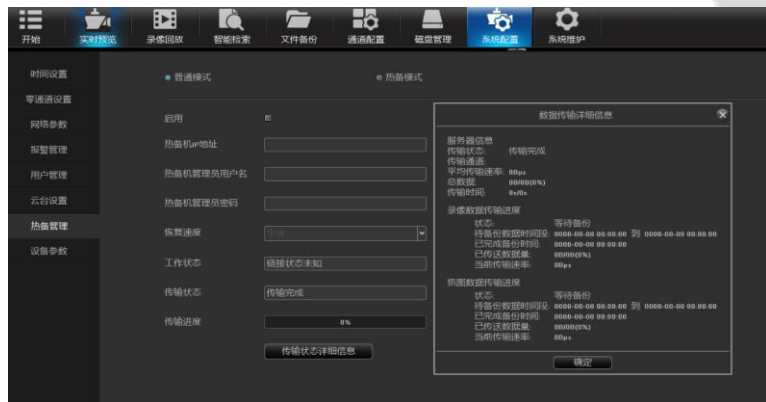 开始 实时预览 录像回放 智能检索 文件备份 通道配置 磁盘管理 系统配置 系统维护
时间设置
零通道设置
网络参数
报警管理
用户管理
云台设置
热备管理
设备参数
普通模式 热备模式
启用
热备机IP地址
热备机管理员用户名
热备机管理员密码
恢复速度
工作状态 链接状态未知
传输状态 传输完成
传输进度 0%
传输状态详细信息
数据传输详细信息
服务器信息
传输状态: 传输完成
传输通道:
平均传输速率: 0Bps
总数据: 0B/0B(0%)
传输时间: 0s/0s
录像数据传输进度
状态: 等待备份
待备份数据时间段: 0000-00-00 00:00:00 到 0000-00-00 00:00:00
已完成备份时间: 0000-00-00 00:00:00
已传送数据量: 0B/0B(0%)
当前传输速率: 0Bps
抓图数据传输进度
状态: 等待备份
待备份数据时间段: 0000-00-00 00:00:00 到 0000-00-00 00:00:00
已完成备份时间: 0000-00-00 00:00:00
已传送数据量: 0B/0B(0%)
当前传输速率: 0Bps
确定